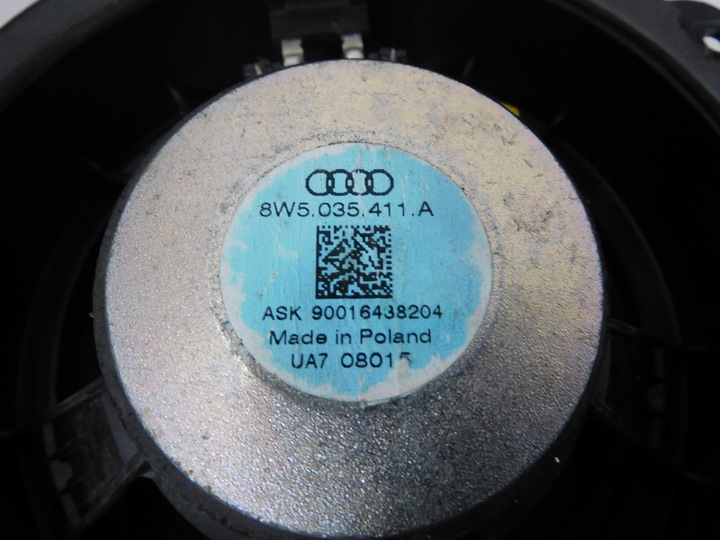 8W5.035.411.A
ASK 90016438204
Made in Poland
UA7 08015